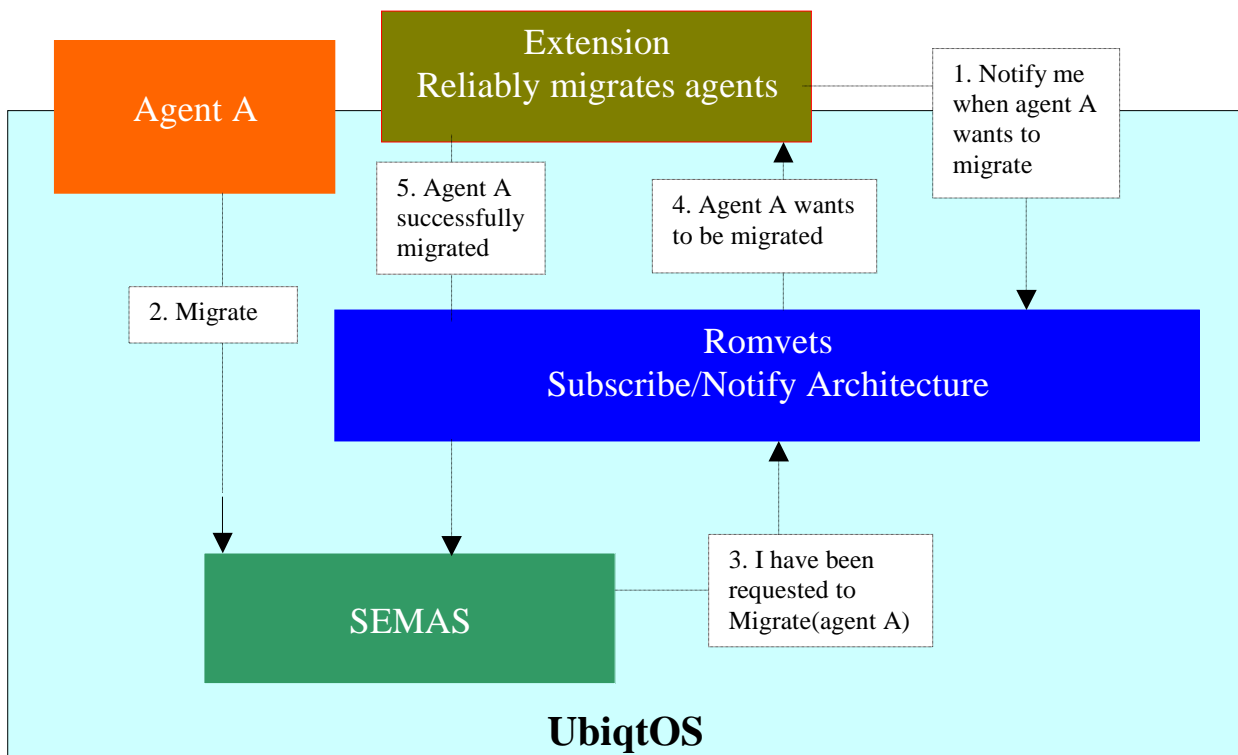 Extension
Reliably migrates agents
Agent A
1. Notify me
when agent A
wants to
migrate
5. Agent A
successfully
migrated
4. Agent A wants
to be migrated
2. Migrate
Romvets
Subscribe/Notify Architecture
3. I have been
requested to
Migrate(agent A)
SEMAS
UbiqtOS